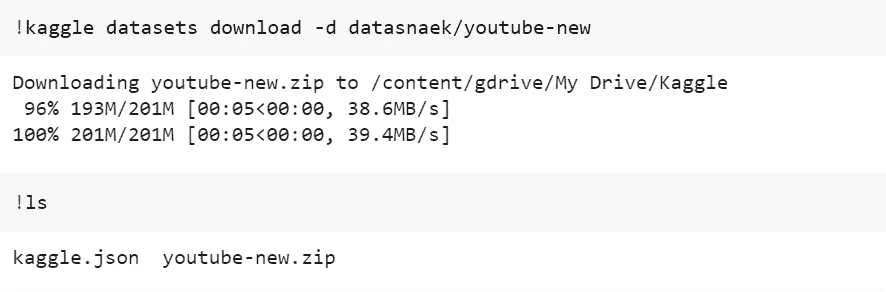 !kaggle datasets download -d datasnaek/youtube-new
Downloading youtube-new.zip to /content/gdrive/My Drive/Kaggle
96% 193M/201M [00:05<00:00, 38.6MB/s]
100% 201M/201M [00:05<00:00, 39.4MB/s]
!ls
kaggle.json  youtube-new.zip